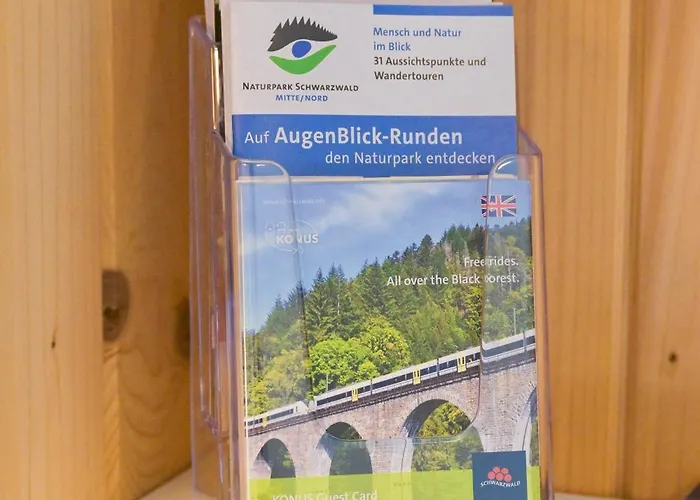 NATURPARK SCHWARZWALD
MITTE/NORD
Mensch und Natur
im Blick
31 Aussichtspunkte und
Wandertouren
Auf AugenBlick-Runden
den Naturpark entdecken
KONUS
Free rides.
All over the Black Forest.
SCHWARZWALD
KONUS Guest Card